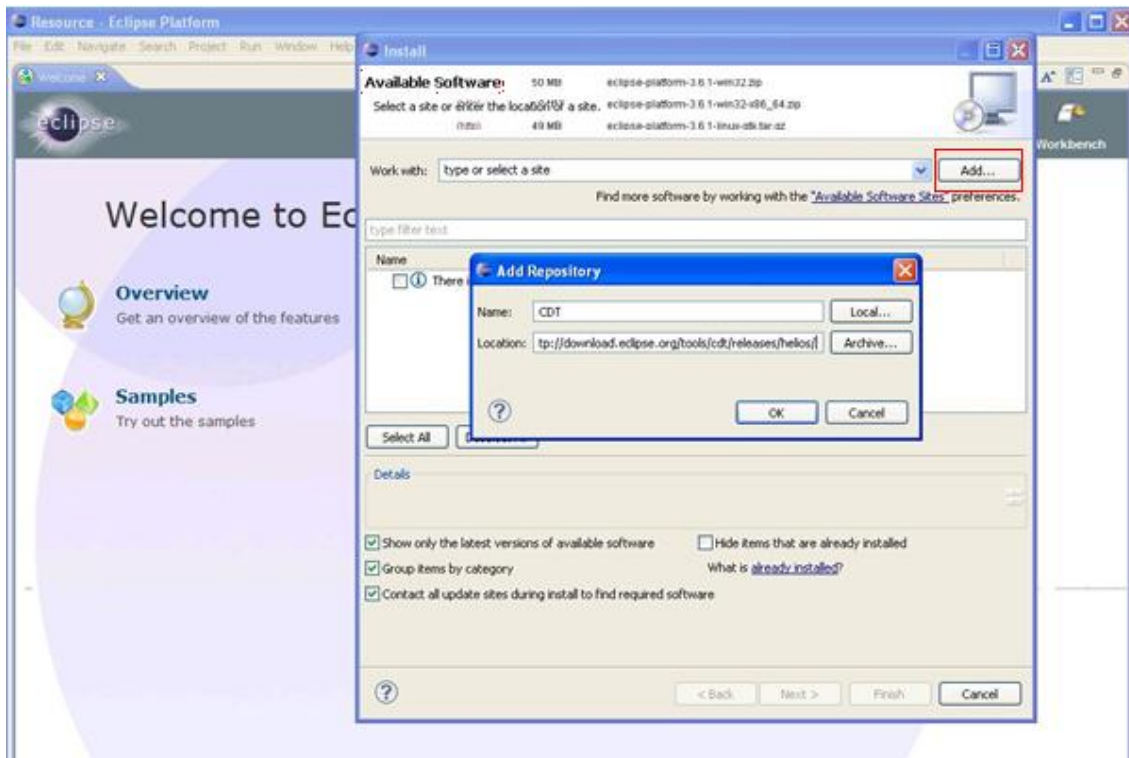 Resource - Eclipse Platform
File Edit Navigate Search Project Run Window Help
Welcome
eclipse
Workbench
Welcome to Ec
Overview
Get an overview of the features
Samples
Try out the samples
Install
Available Software
50 MB eclipse-platform-3.6.1-win32.zip
Select a site or enter the location of a site. eclipse-platform-3.6.1-win32-x86_64.zip
(http) 49 MB eclipse-platform-3.6.1-linux-gtk.tar.gz
Work with: type or select a site Add...
Find more software by working with the "Available Software Sites" preferences.
type filter text
Name
There i
Add Repository
Name: CDT Local...
Location: tp://download.eclipse.org/tools/cdt/releases/helios/ Archive...
OK Cancel
Select All
Details
Show only the latest versions of available software Hide items that are already installed
Group items by category What is already installed?
Contact all update sites during install to find required software
< Back Next > Finish Cancel